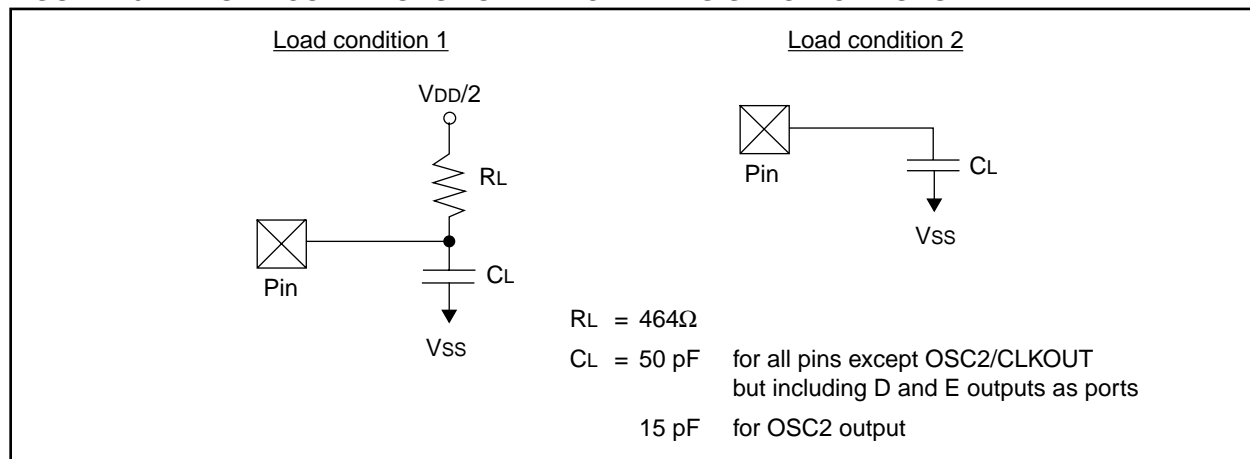 Load condition 1
Load condition 2
VDD/2
RL
Pin
CL
VSS
Pin
CL
VSS
RL = 464Ω
CL = 50 pF for all pins except OSC2/CLKOUT
but including D and E outputs as ports
15 pF for OSC2 output